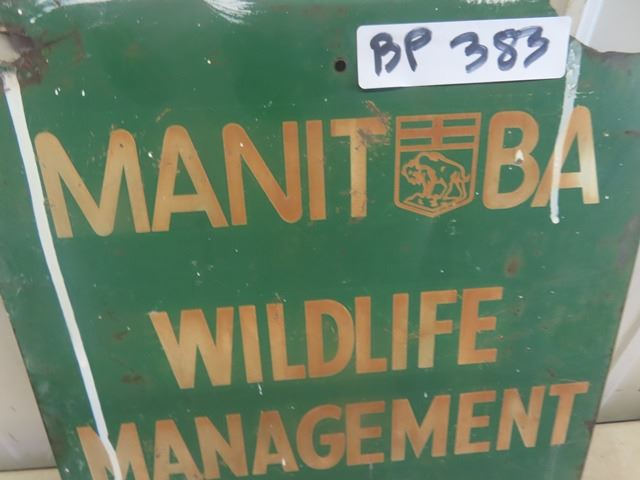 BP 383
MANITOBA
WILDLIFE
MANAGEMENT